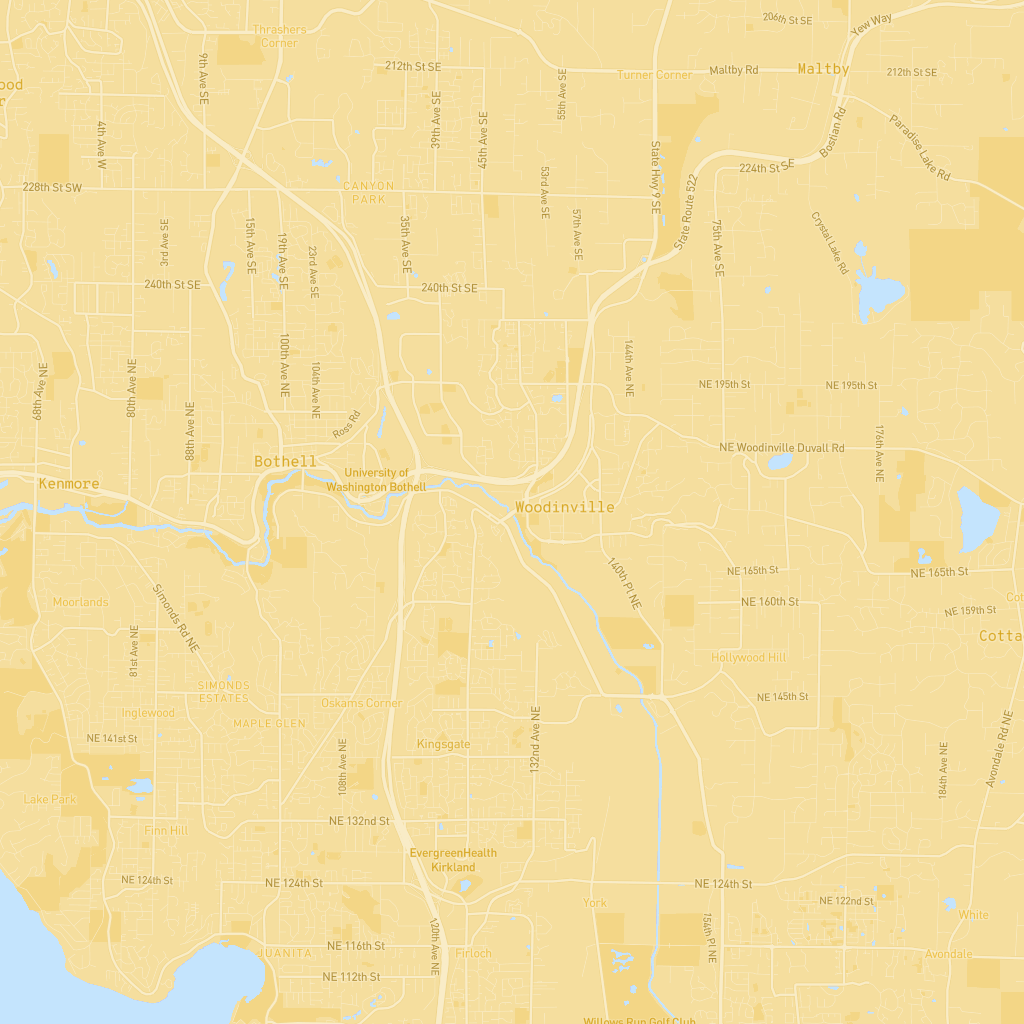 206th St SE
Yew Way
Thrashers
Corner
9th Ave SE
212th St SE
55th Ave SE
Turner Corner
Maltby Rd
Maltby
212th St SE
ood
r
39th Ave SE
45th Ave SE
4th Ave W
Bostian Rd
Paradise Lake Rd
State Hwy 9 SE
224th St SE
53rd Ave SE
228th St SW
CANYON
PARK
State Route 522
57th Ave SE
3rd Ave SE
15th Ave SE
19th Ave SE
23rd Ave SE
35th Ave SE
75th Ave SE
Crystal Lake Rd
240th St SE
240th St SE
68th Ave NE
80th Ave NE
100th Ave NE
104th Ave NE
144th Ave NE
NE 195th St
NE 195th St
88th Ave NE
Ross Rd
176th Ave NE
NE Woodinville Duvall Rd
Bothell
University of
Washington Bothell
Kenmore
Woodinville
140th Pl NE
NE 165th St
NE 165th St
Moorlands
Simonds Rd NE
NE 160th St
Cot
NE 159th St
81st Ave NE
Cotta
Hollywood Hill
SIMONDS
ESTATES
NE 145th St
Oskams Corner
Inglewood
MAPLE GLEN
132nd Ave NE
NE 141st St
Kingsgate
108th Ave NE
184th Ave NE
Avondale Rd NE
Lake Park
Finn Hill
NE 132nd St
EvergreenHealth
Kirkland
NE 124th St
NE 124th St
NE 124th St
York
NE 122nd St
White
120th Ave NE
154th Pl NE
NE 116th St
JUANITA
Firloch
Avondale
NE 112th St
Willows Run Golf Club